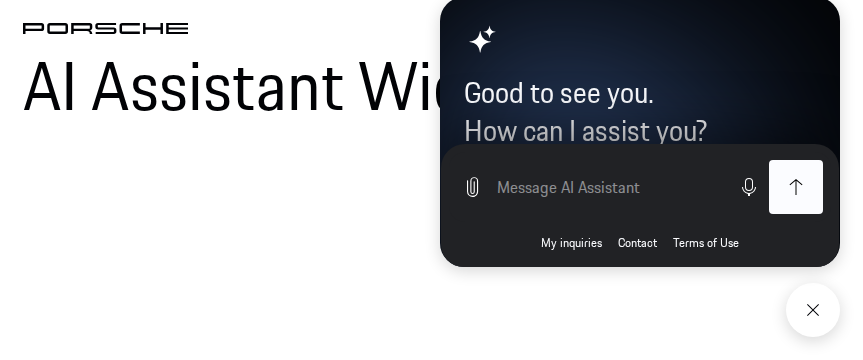 PORSCHE
AI Assistant
Good to see you.
How can I assist you?
Message AI Assistant
My inquiries Contact Terms of Use